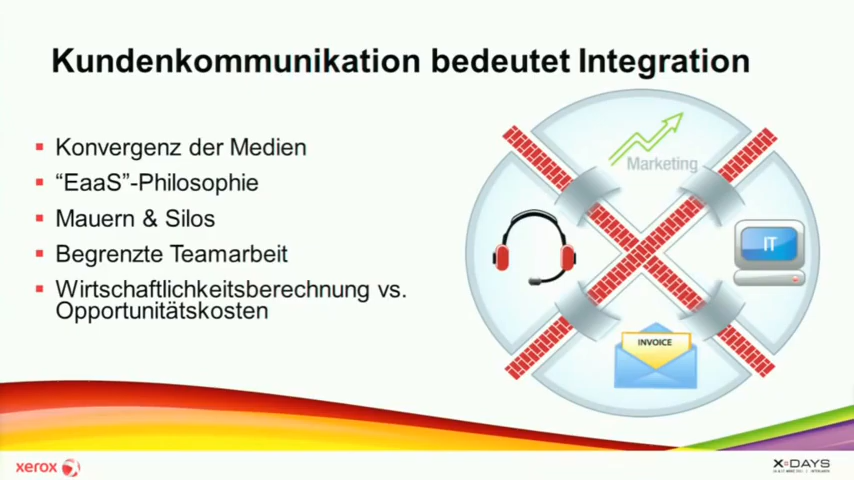 Kundenkommunikation bedeutet Integration
Konvergenz der Medien
“EaaS”-Philosophie
Mauern & Silos
Begrenzte Teamarbeit
Wirtschaftlichkeitsberechnung vs.
Opportunitätskosten
Marketing
IT
INVOICE
xerox
X DAYS